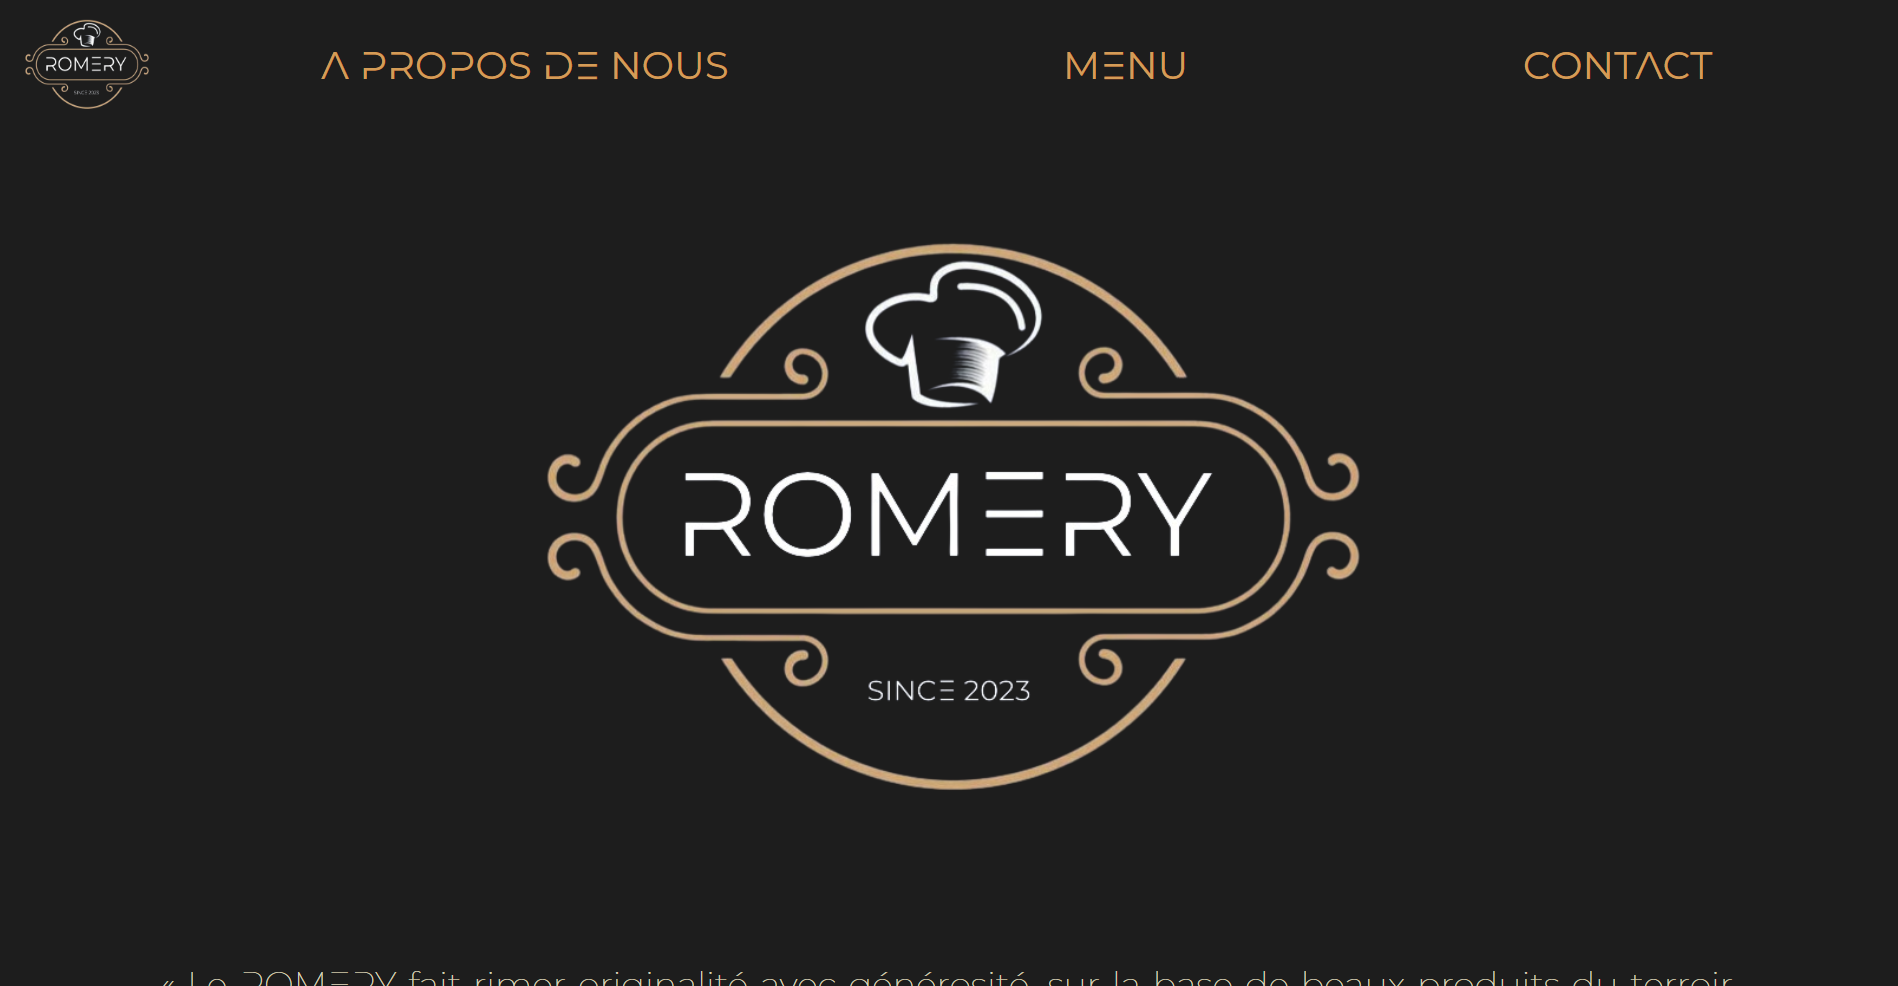 ROMERY
SINCE 2023
A PROPOS DE NOUS
MENU
CONTACT
ROMERY
SINCE 2023
« Le ROMERY fait rimer originalité avec générosité, sur la base de beaux produits du terroir